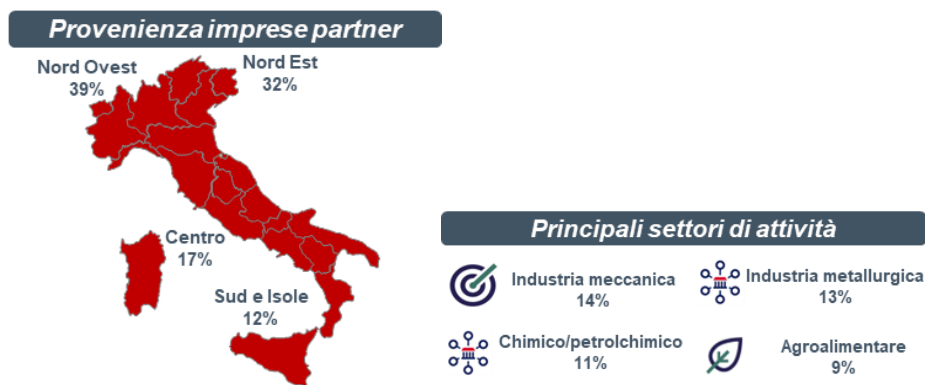 Provenienza imprese partner
Nord Ovest
39%
Nord Est
32%
Centro
17%
Sud e Isole
12%
Principali settori di attività
Industria meccanica
14%
Industria metallurgica
13%
Chimico/petrolchimico
11%
Agroalimentare
9%